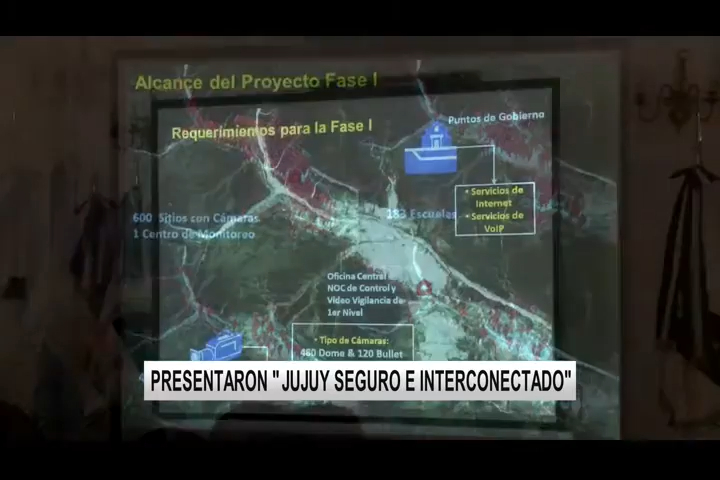 Alcance del Proyecto Fase I
Requerimientos para la Fase I
Puntos de Gobierno
• Servicios de
Internet
• Servicios de
VoIP
600 Sitios con Cámaras
1 Centro de Monitoreo
183 Escuelas
Oficina Central
NOC de Control y
Video Vigilancia de
1er Nivel
• Tipo de Cámaras:
480 Dome & 120 Bullet
PRESENTARON " JUJUY SEGURO E INTERCONECTADO"